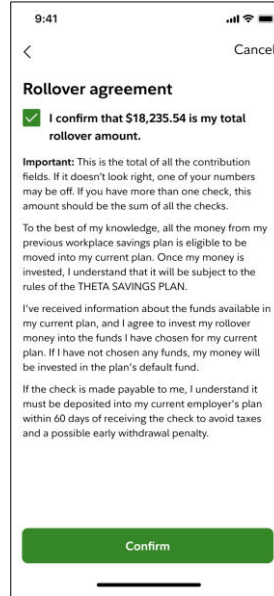 9:41
Cancel
Rollover agreement
I confirm that $18,235.54 is my total
rollover amount.
Important: This is the total of all the contribution
fields. If it doesn't look right, one of your numbers
may be off. If you have more than one check, this
amount should be the sum of all the checks.
To the best of my knowledge, all the money from my
previous workplace savings plan is eligible to be
moved into my current plan. Once my money is
invested, I understand that it will be subject to the
rules of the THETA SAVINGS PLAN.
I've received information about the funds available in
my current plan, and I agree to invest my rollover
money into the funds I have chosen for my current
plan. If I have not chosen any funds, my money will
be invested in the plan's default fund.
If the check is made payable to me, I understand it
must be deposited into my current employer's plan
within 60 days of receiving the check to avoid taxes
and a possible early withdrawal penalty.
Confirm